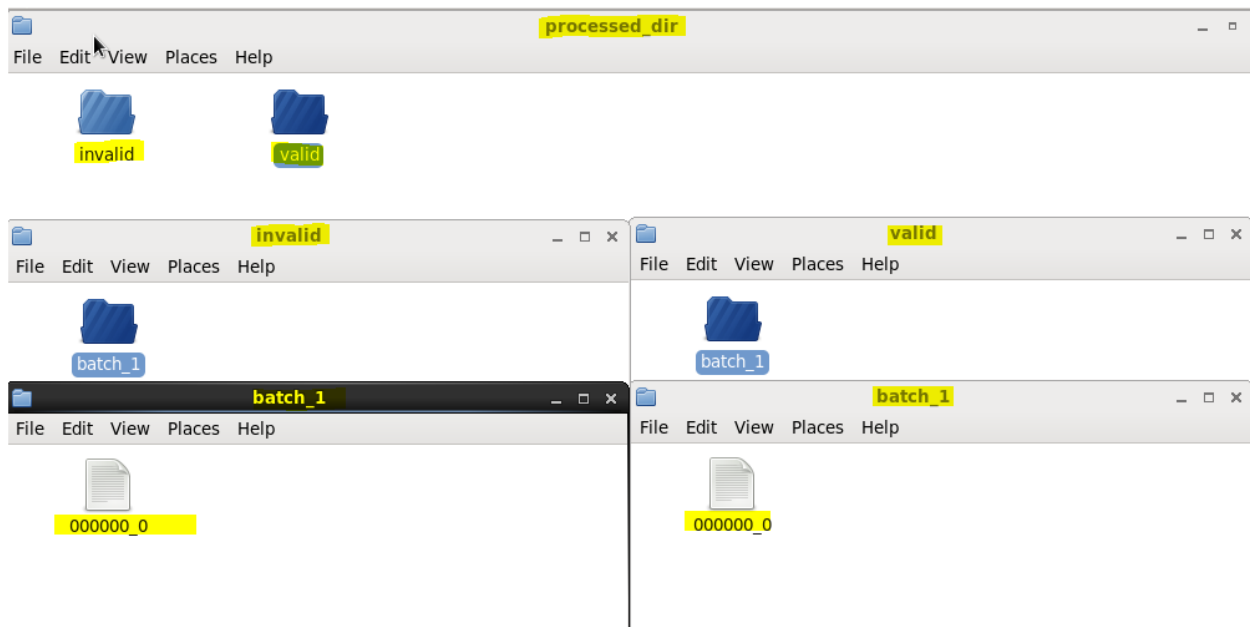 processed_dir
File Edit View Places Help
invalid valid
invalid
File Edit View Places Help
batch_1
valid
File Edit View Places Help
batch_1
batch_1
File Edit View Places Help
000000_0
batch_1
File Edit View Places Help
000000_0